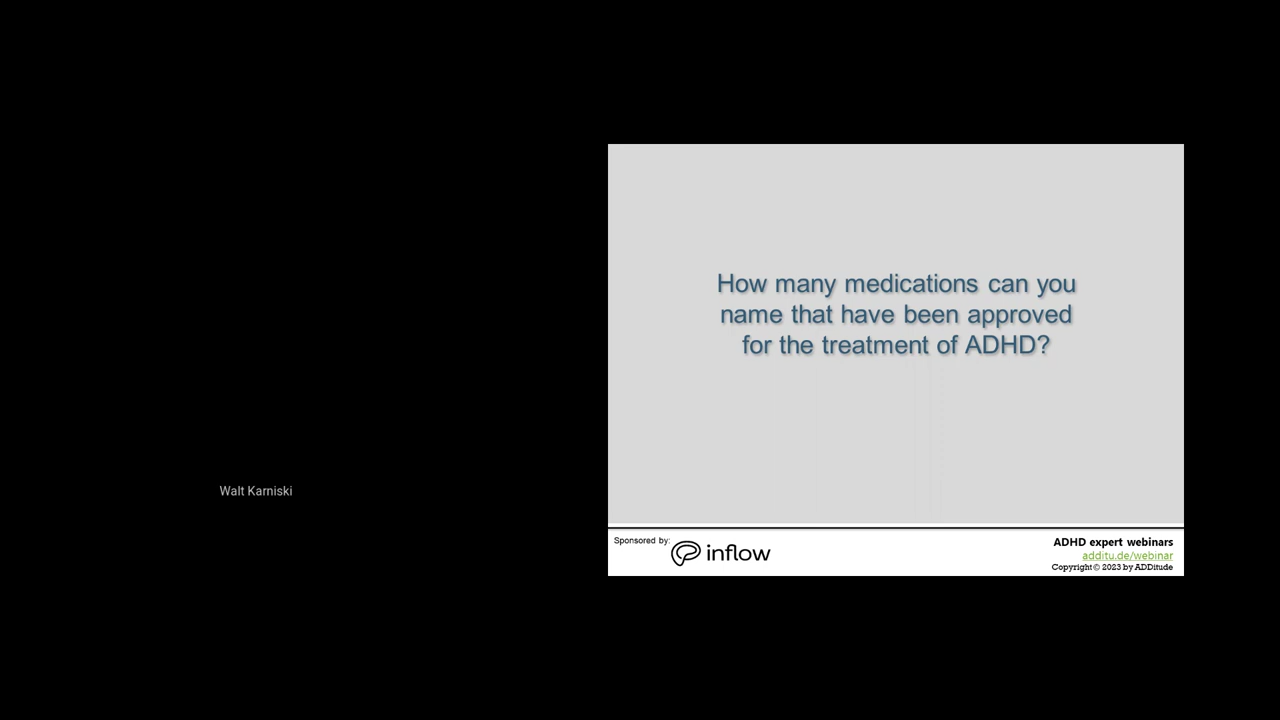 How many medications can you
name that have been approved
for the treatment of ADHD?
Walt Karniski
Sponsored by:
inflow
ADHD expert webinars
additu.de/webinar
Copyright © 2023 by ADDitude